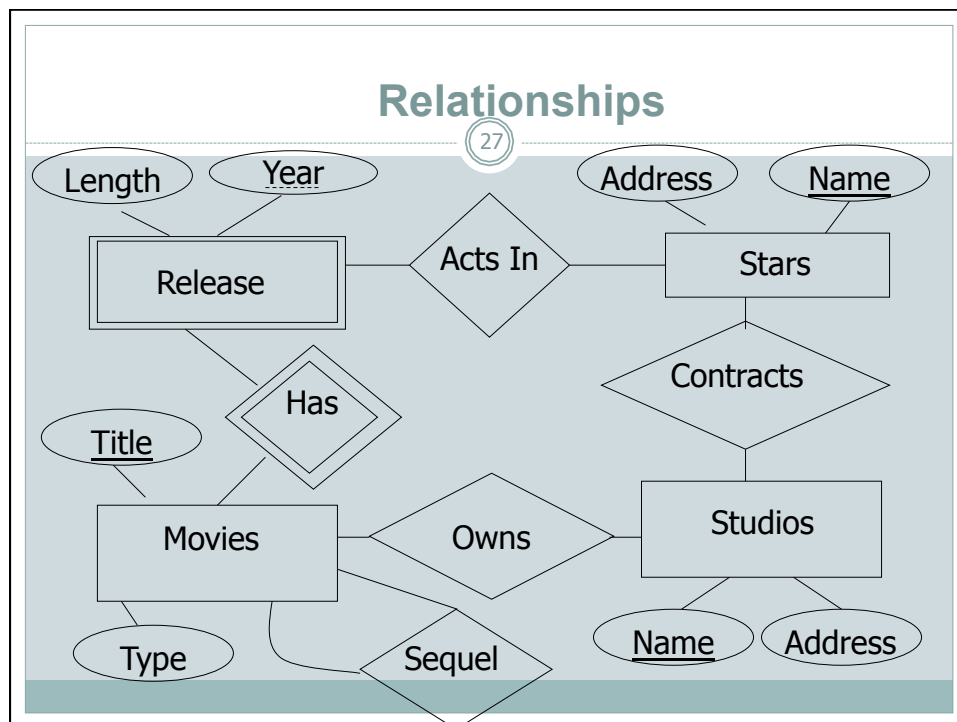 Relationships
27
Length
Year
Address
Name
Acts In
Stars
Release
Contracts
Has
Title
Movies
Owns
Studios
Type
Sequel
Name
Address